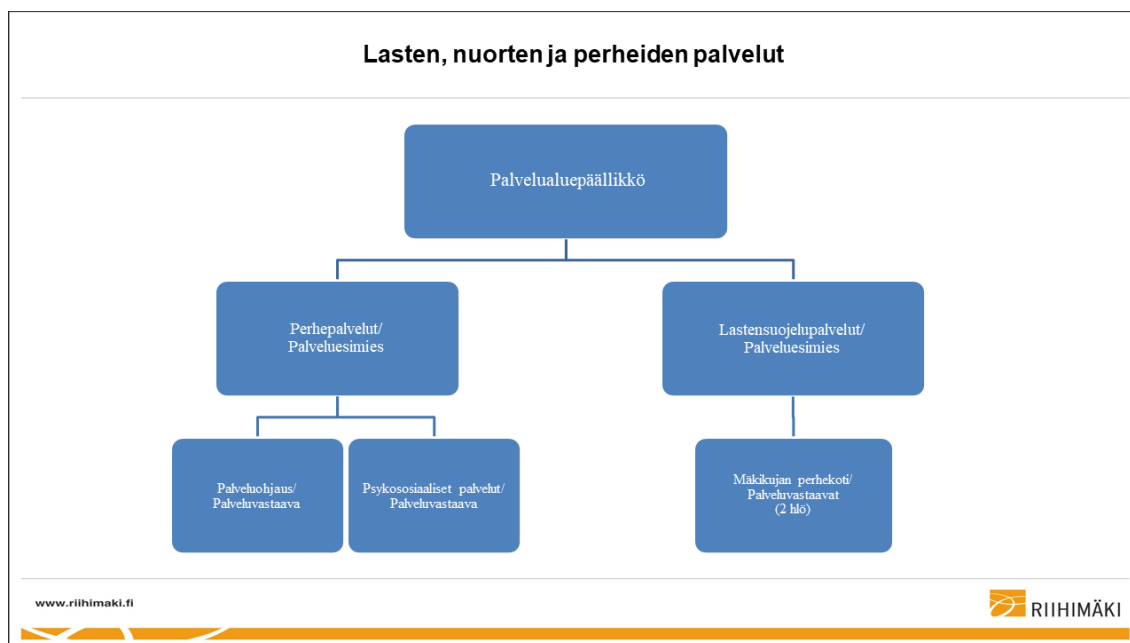 Lasten, nuorten ja perheiden palvelut
Palvelualuepäällikkö
Perhepalvelut/
Palveluesimies
Lastensuojelupalvelut/
Palveluesimies
Palveluohjaus/
Palveluvastaava
Psykososiaaliset palvelut/
Palveluvastaava
Mäkikujan perhekoti/
Palveluvastaavat
(2 hlö)
www.riihimaki.fi
RIIHIMÄKI